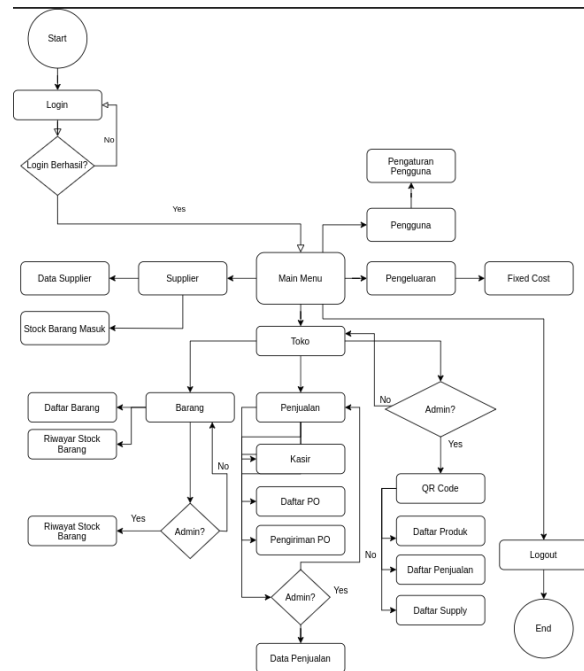 Start
Login
No
Login Berhasil?
Yes
Pengaturan
Pengguna
Pengguna
Data Supplier
Supplier
Main Menu
Pengeluaran
Fixed Cost
Stock Barang Masuk
Toko
Daftar Barang
Barang
Penjualan
No
Admin?
Riwayar Stock
Barang
Kasir
No
Yes
QR Code
Daftar PO
Riwayat Stock
Barang
Yes
Admin?
Pengiriman PO
Daftar Produk
No
Logout
Daftar Penjualan
Admin?
Yes
Daftar Supply
End
Data Penjualan